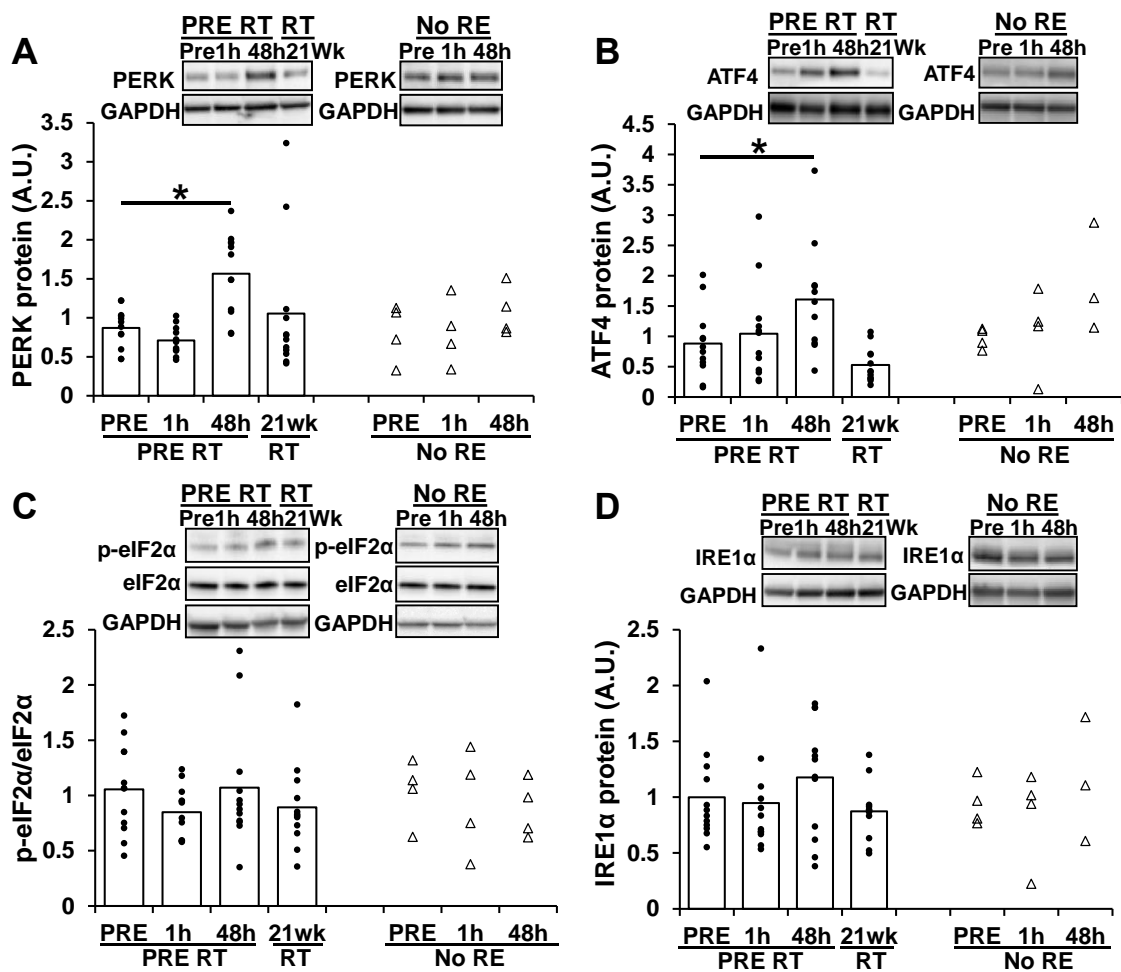 A
PRE RT RT
Pre1h 48h21Wk
PERK
GAPDH
No RE
Pre 1h 48h
PERK
GAPDH
PERK protein (A.U.)
3.5
3
2.5
2
1.5
1
0.5
0
*
PRE 1h 48h 21wk PRE 1h 48h
PRE RT RT No RE
B
PRE RT RT
Pre1h 48h21Wk
ATF4
GAPDH
No RE
Pre 1h 48h
ATF4
GAPDH
ATF4 protein (A.U.)
4.5
4
3.5
3
2.5
2
1.5
1
0.5
0
*
PRE 1h 48h 21wk PRE 1h 48h
PRE RT RT No RE
C
PRE RT RT
Pre1h 48h21Wk
p-eIF2α
eIF2α
GAPDH
No RE
Pre 1h 48h
p-eIF2α
eIF2α
GAPDH
p-eIF2α/eIF2α
2.5
2
1.5
1
0.5
0
PRE 1h 48h 21wk PRE 1h 48h
PRE RT RT No RE
D
PRE RT RT
Pre1h 48h21Wk
IRE1α
GAPDH
No RE
Pre 1h 48h
IRE1α
GAPDH
IRE1α protein (A.U.)
2.5
2
1.5
1
0.5
0
PRE 1h 48h 21wk PRE 1h 48h
PRE RT RT No RE